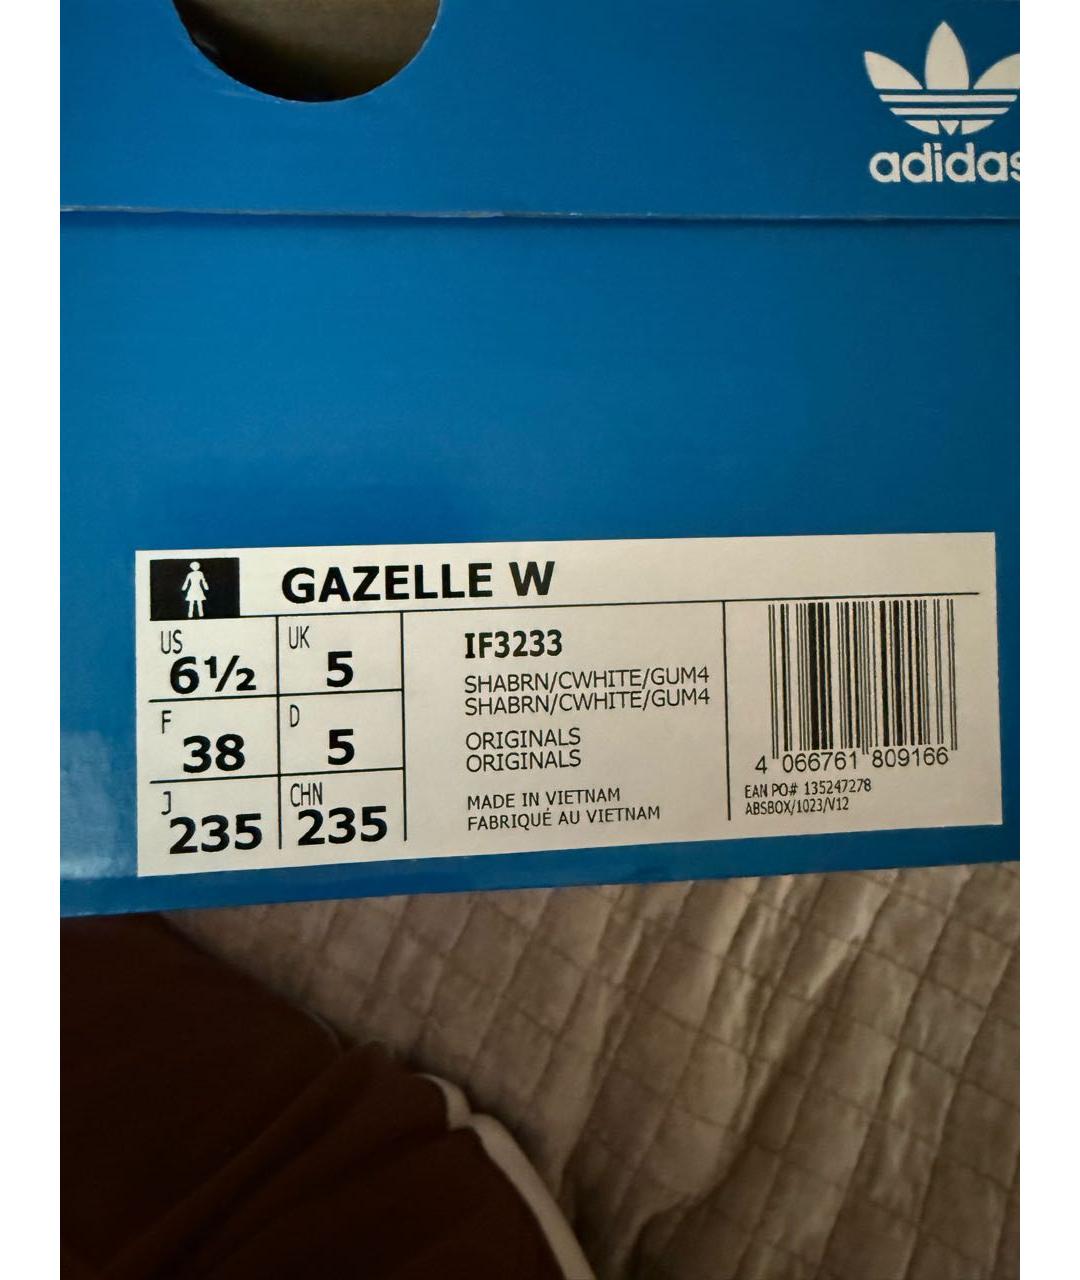 adidas
GAZELLE W
US 6½
UK 5
F 38
D 5
J 235
CHN 235
IF3233
SHABRN/CWHITE/GUM4
SHABRN/CWHITE/GUM4
ORIGINALS
ORIGINALS
MADE IN VIETNAM
FABRIQUÉ AU VIETNAM
4 066761 809166
EAN PO# 135247278
ABSBOX/1023/V12